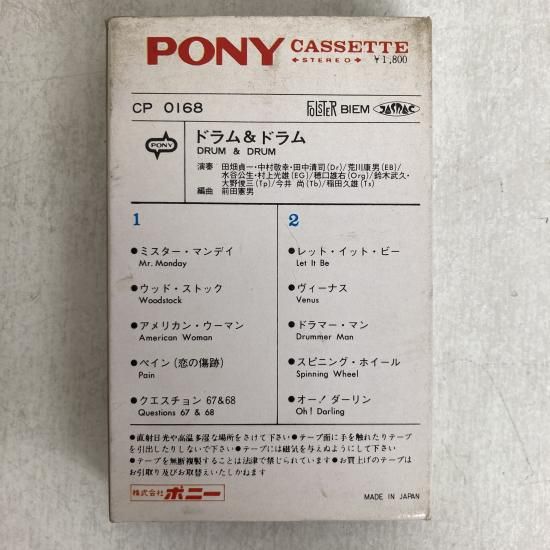 PONY CASSETTE
STEREO ¥1,800
CP 0168 FOLSTER BIEM JASRAC
PONY
ドラム&ドラム
DRUM & DRUM
演奏 田畑貞一・中村敬幸・田中清司(Dr)/荒川康男(EB)/
水谷公生・村上光雄(EG)/穂口雄右(Org)/鈴木武久・
大野俊三(Tp)/今井 尚(Tb)/稲田久雄(Ts)
編曲 前田憲男
1
●ミスター・マンデイ
Mr. Monday
●ウッド・ストック
Woodstock
●アメリカン・ウーマン
American Woman
●ペイン(恋の傷跡)
Pain
●クエスチョン 67&68
Questions 67 & 68
2
●レット・イット・ビー
Let It Be
●ヴィーナス
Venus
●ドラマー・マン
Drummer Man
●スピニング・ホイール
Spinning Wheel
●オー!ダーリン
Oh! Darling
●直射日光や高温多湿な場所をさけて下さい●テープ面に手を触れたりテープ
を引出したりしないで下さい●テープには磁気を与えぬようにして下さい
●テープを無断複製することは法律で禁じられています●お買上げのテープは
お引取り及びお取替えいたしかねます
株式会社 ポニー
MADE IN JAPAN